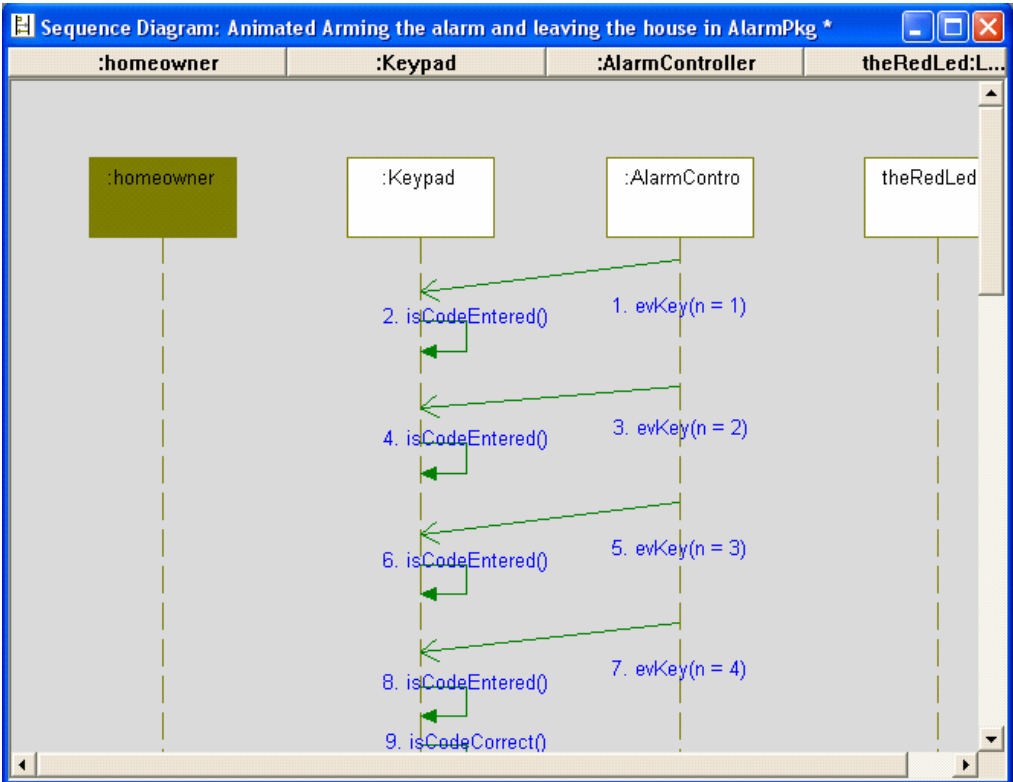 Sequence Diagram: Animated Arming the alarm and leaving the house in AlarmPkg *
:homeowner :Keypad :AlarmController theRedLed:L...
:homeowner :Keypad :AlarmContro theRedLed
1. evKey(n = 1)
2. isCodeEntered()
3. evKey(n = 2)
4. isCodeEntered()
5. evKey(n = 3)
6. isCodeEntered()
7. evKey(n = 4)
8. isCodeEntered()
9. isCodeCorrect()